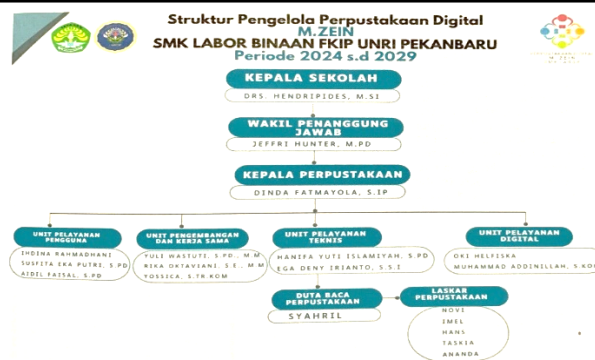 Struktur Pengelola Perpustakaan Digital
M.ZEIN
SMK LABOR BINAAN FKIP UNRI PEKANBARU
Periode 2024 s.d 2029
M. ZEIN
KEPALA SEKOLAH
DRS. HENDRIPIDES, M.SI
WAKIL PENANGGUNG
JAWAB
JEFFRI HUNTER, M.PD
KEPALA PERPUSTAKAAN
DINDA FATMAYOLA, S.IP
UNIT PELAYANAN
PENGGUNA
IHDINA RAHMADHANI
SUSFITA EKA PUTRI, S.PD
AIDIL FAISAL, S.PD
UNIT PENGEMBANGAN
DAN KERJA SAMA
YULI WASTUTI, S.PD., M.M
RIKA OKTAVIANI, S.E., M.M
YOSSICA, S.TR.KOM
UNIT PELAYANAN
TEKNIS
HANIFA YUTI ISLAMIYAH, S.PD
EGA DENY IRIANTO, S.S.I
UNIT PELAYANAN
DIGITAL
OKI HELFISKA
MUHAMMAD ADDINILLAH, S.KOM
DUTA BACA
PERPUSTAKAAN
SYAHRIL
LASKAR
PERPUSTAKAAN
NOVI
IMEL
HANS
TASKIA
ANANDA